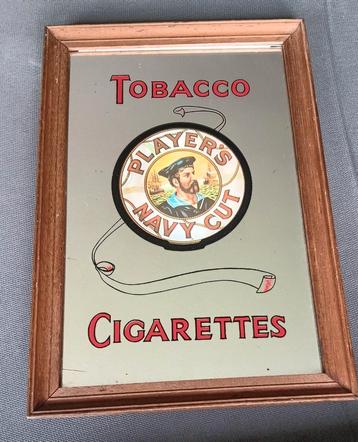 TOBACCO
PLAYER'S
NAVY CUT
CIGARETTES